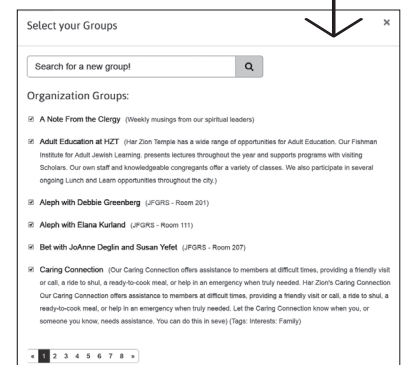 Select your Groups ×
Search for a new group!
Organization Groups:
A Note From the Clergy (Weekly musings from our spiritual leaders)
Adult Education at HZT (Har Zion Temple has a wide range of opportunities for Adult Education. Our Fishman
Institute for Adult Jewish Learning. presents lectures throughout the year and supports programs with visiting
Scholars. Our own staff and knowledgeable congregants offer a variety of classes. We also participate in several
ongoing Lunch and Learn opportunities throughout the city.)
Aleph with Debbie Greenberg (JFGRS - Room 201)
Aleph with Elana Kurland (JFGRS - Room 111)
Bet with JoAnne Deglin and Susan Yefet (JFGRS - Room 207)
Caring Connection (Our Caring Connection offers assistance to members at difficult times, providing a friendly visit
or call, a ride to shul, a ready-to-cook meal, or help in an emergency when truly needed. Har Zion's Caring Connection
Our Caring Connection offers assistance to members at difficult times, providing a friendly visit or call, a ride to shul, a
ready-to-cook meal, or help in an emergency when truly needed. Let the Caring Connection know when you, or
someone you know, needs assistance. You can do this in seve) (Tags: Interests: Family)
« 1 2 3 4 5 6 7 8 »